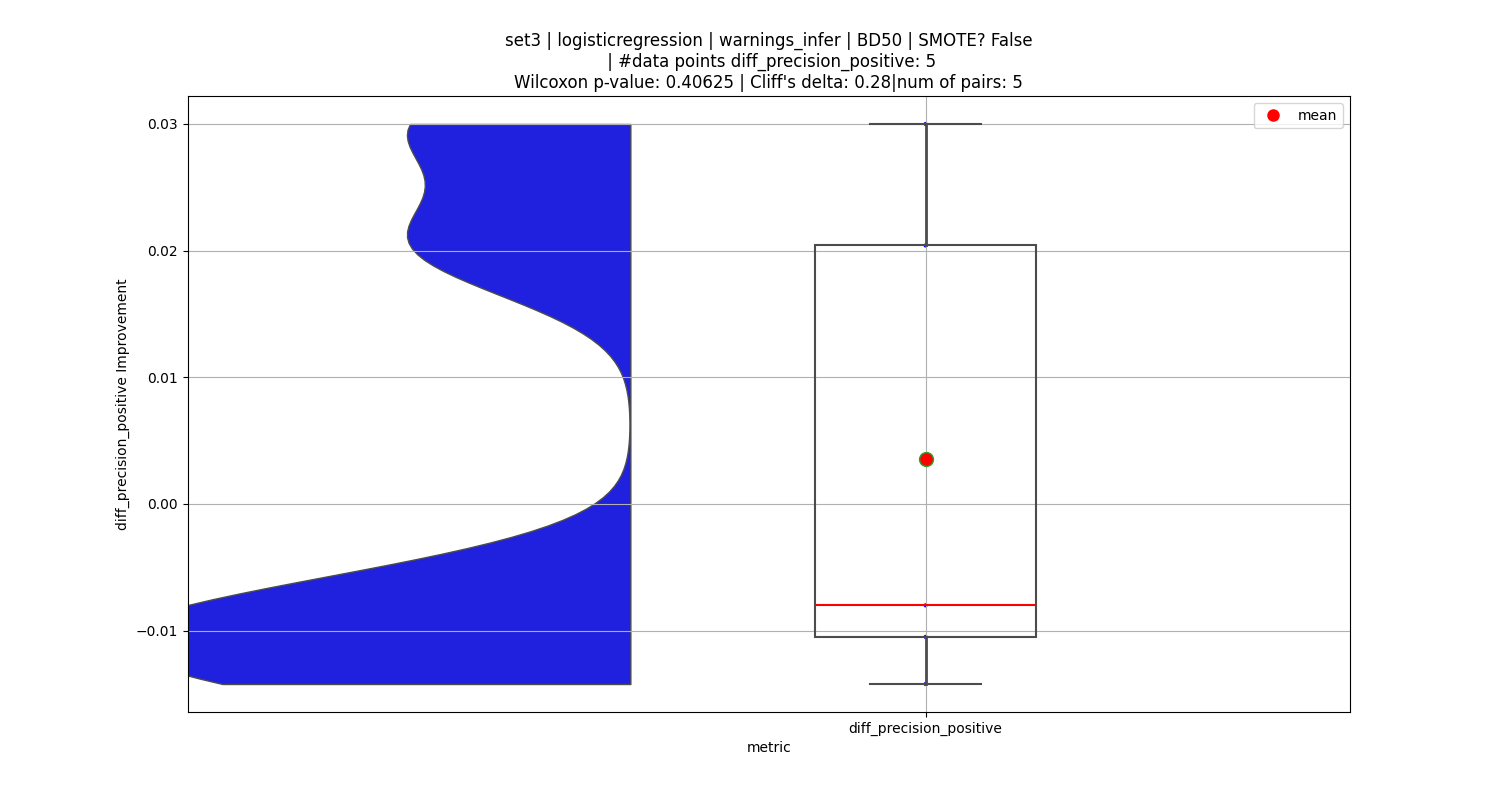 set3 | logisticregression | warnings_infer | BD50 | SMOTE? False
| #data points diff_precision_positive: 5
Wilcoxon p-value: 0.40625 | Cliff's delta: 0.28|num of pairs: 5
mean
0.03
0.02
0.01
0.00
−0.01
diff_precision_positive Improvement
diff_precision_positive
metric